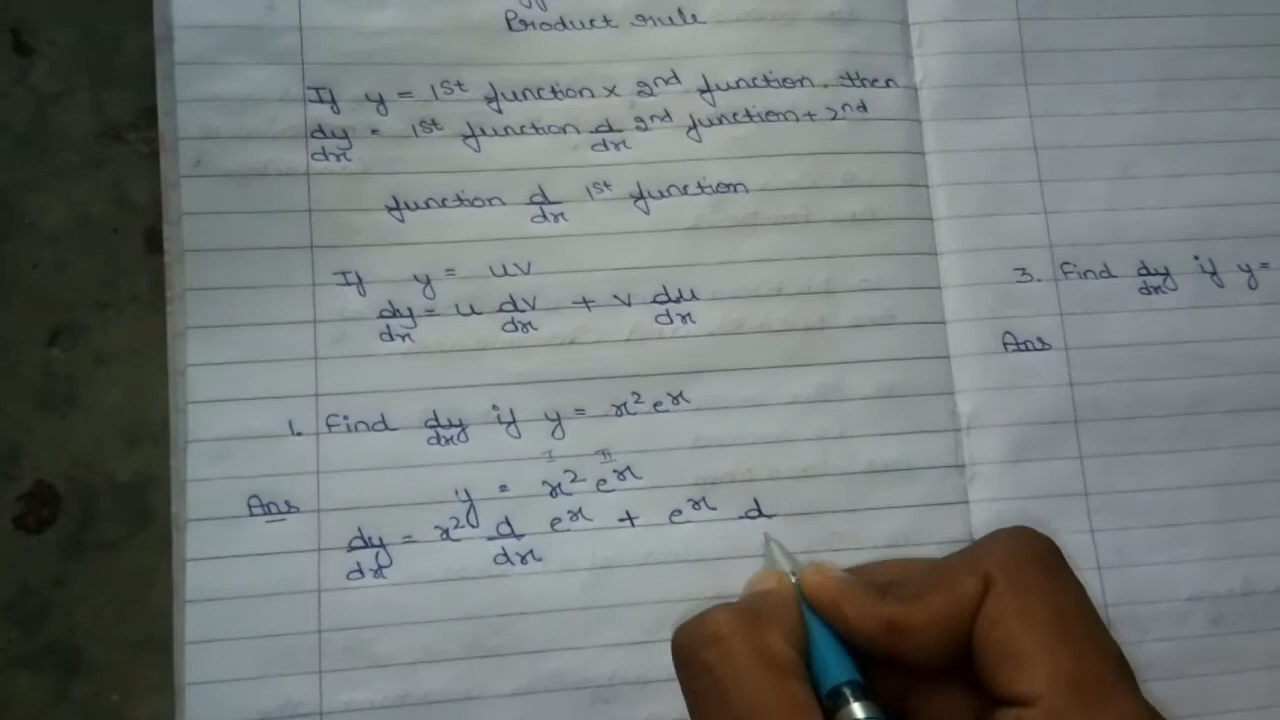 Product rule
If y = 1st function x 2nd function. then
dy/dx = 1st function d/dx 2nd function + 2nd
function d/dx 1st function
If y = uv
dy/dx = u dv/dx + v du/dx
1. Find dy/dx if y = x²eˣ
I II
Ans y = x²eˣ
dy/dx = x² d/dx eˣ + eˣ d
3. Find dy/dx if y =
Ans